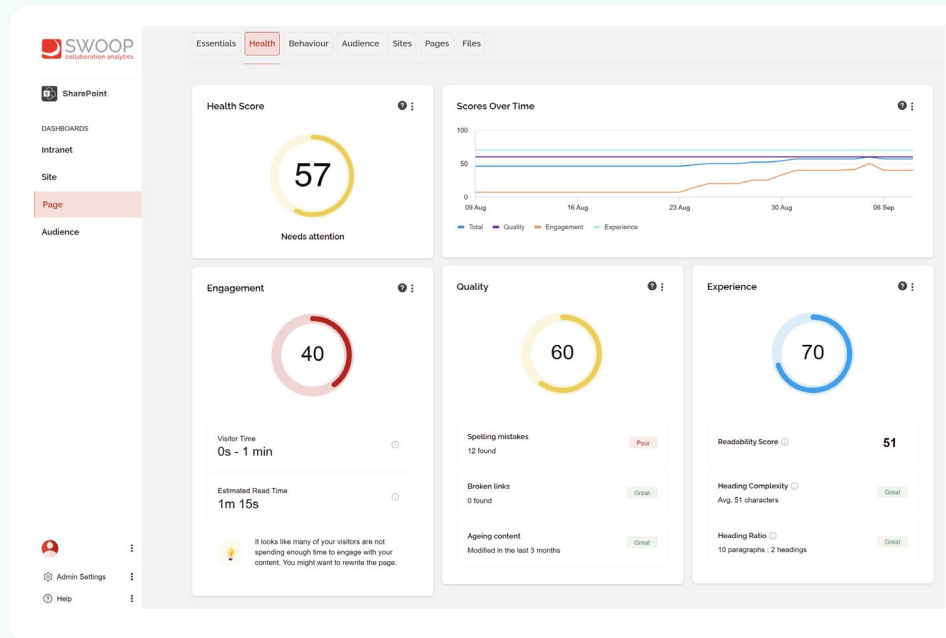 SWOOP
collaboration analytics
SharePoint
DASHBOARDS
Intranet
Site
Page
Audience
Admin Settings
Help
Essentials Health Behaviour Audience Sites Pages Files
Health Score
57
Needs attention
Scores Over Time
100
50
0
09 Aug 16 Aug 23 Aug 30 Aug 06 Sep
Total Quality Engagement Experience
Engagement
40
Visitor Time
0s - 1 min
Estimated Read Time
1m 15s
It looks like many of your visitors are not
spending enough time to engage with your
content. You might want to rewrite the page.
Quality
60
Spelling mistakes
12 found
Poor
Broken links
0 found
Great
Ageing content
Modified in the last 3 months
Great
Experience
70
Readability Score
51
Heading Complexity
Avg. 51 characters
Great
Heading Ratio
10 paragraphs : 2 headings
Great